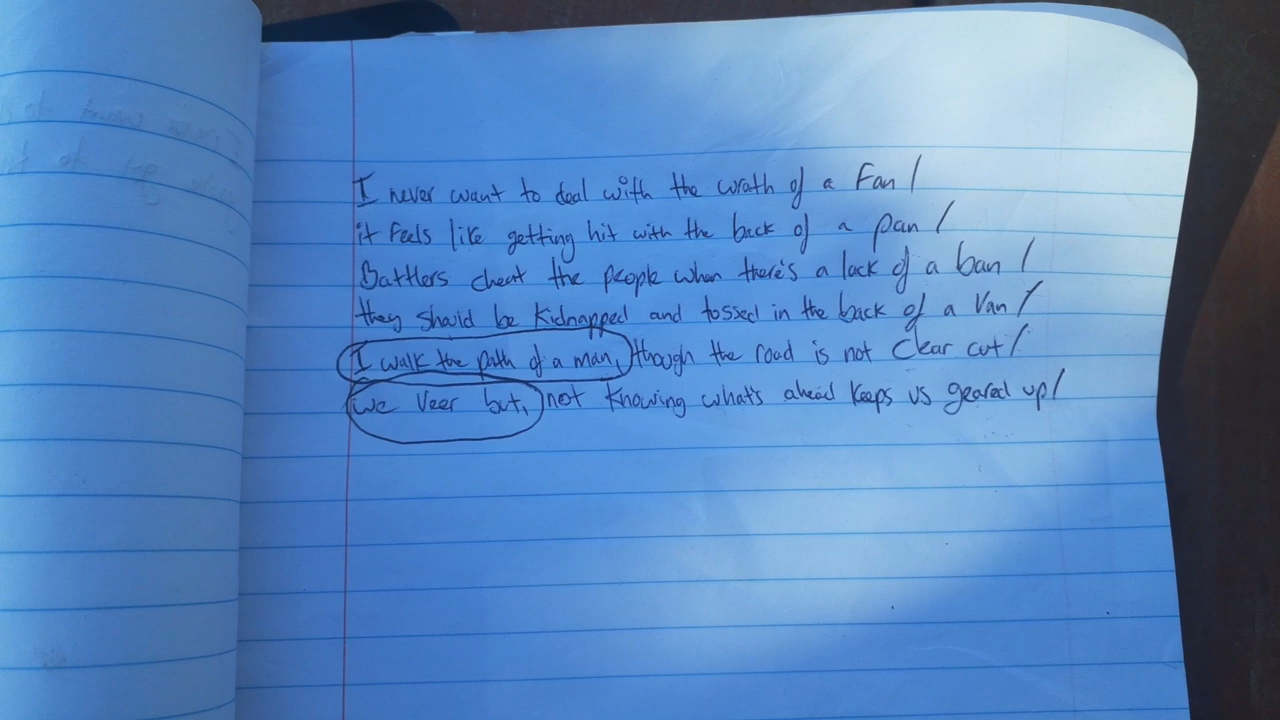 I never want to deal with the wrath of a Fan /
it feels like getting hit with the back of a pan /
Battlers cheat the people when there's a lack of a ban /
they should be kidnapped and tossed in the back of a Van /
I walk the path of a man, though the road is not clear cut /
we veer but, not knowing what's ahead keeps us geared up /